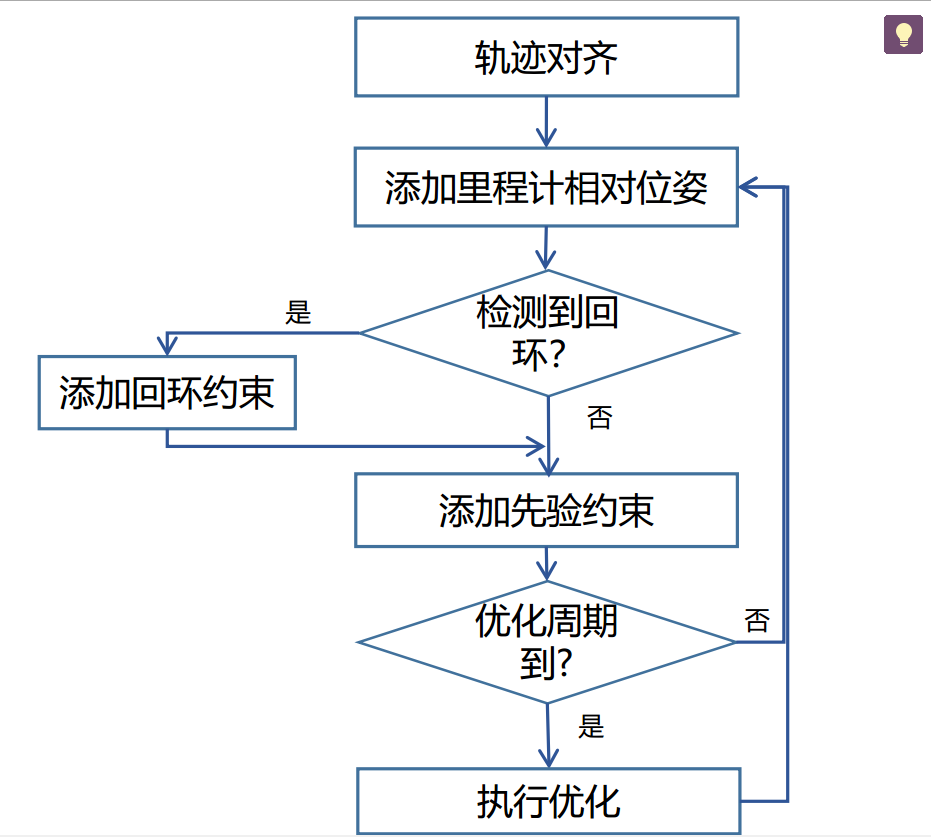 轨迹对齐
添加里程计相对位姿
检测到回
环?
是
添加回环约束
否
添加先验约束
优化周期
到?
否
是
执行优化